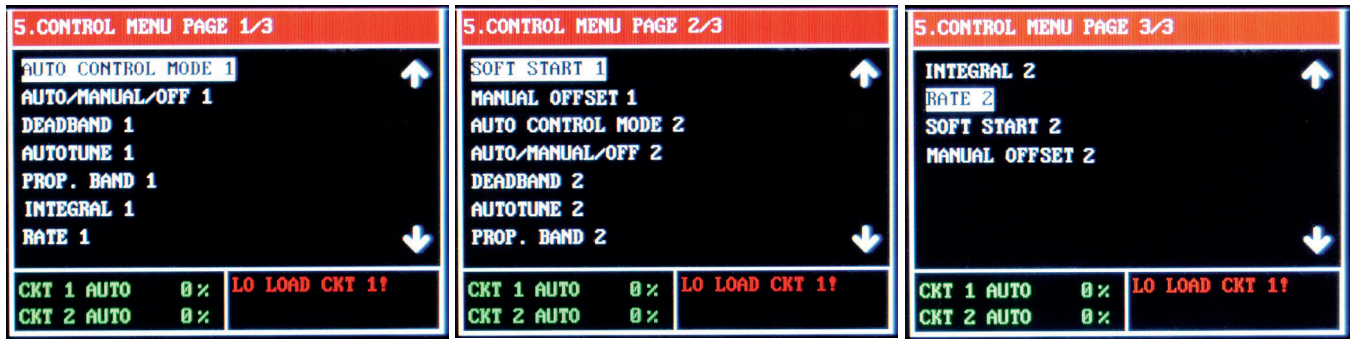 5.CONTROL MENU PAGE 1/3
AUTO CONTROL MODE 1
AUTO/MANUAL/OFF 1
DEADBAND 1
AUTOTUNE 1
PROP. BAND 1
INTEGRAL 1
RATE 1
CKT 1 AUTO 0%
CKT 2 AUTO 0%
LO LOAD CKT 1!
5.CONTROL MENU PAGE 2/3
SOFT START 1
MANUAL OFFSET 1
AUTO CONTROL MODE 2
AUTO/MANUAL/OFF 2
DEADBAND 2
AUTOTUNE 2
PROP. BAND 2
CKT 1 AUTO 0%
CKT 2 AUTO 0%
LO LOAD CKT 1!
5.CONTROL MENU PAGE 3/3
INTEGRAL 2
RATE 2
SOFT START 2
MANUAL OFFSET 2
CKT 1 AUTO 0%
CKT 2 AUTO 0%
LO LOAD CKT 1!